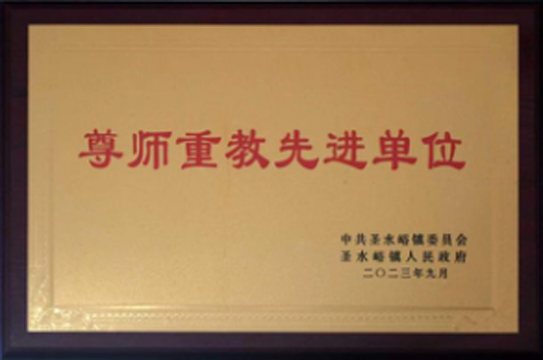 尊师重教先进单位
中共圣水峪镇委员会
圣水峪镇人民政府
二〇二三年九月